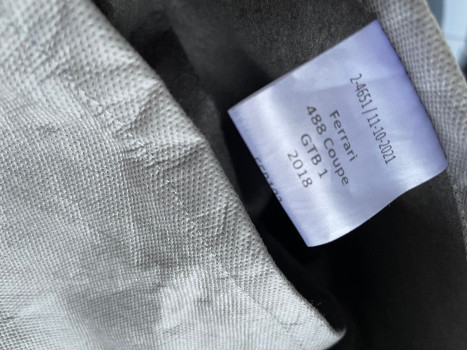 2-4651 / 11-10-2021
Ferrari
488 Coupe
GTB 1
2018